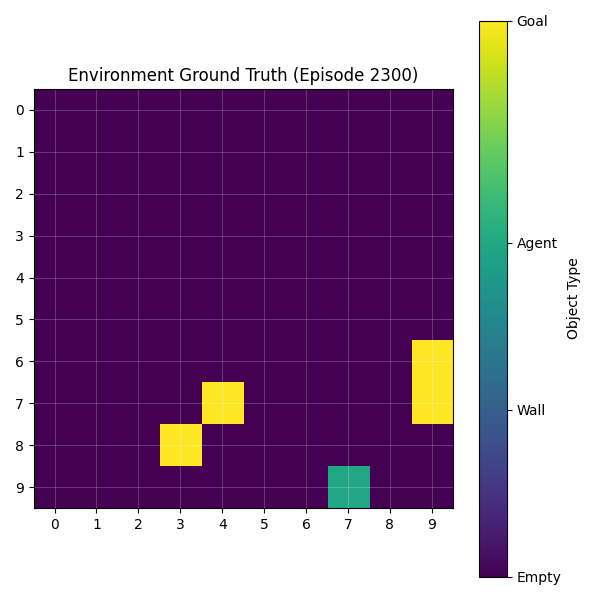 Environment Ground Truth (Episode 2300)
0
1
2
3
4
5
6
7
8
9
0 1 2 3 4 5 6 7 8 9
Goal
Agent
Wall
Empty
Object Type